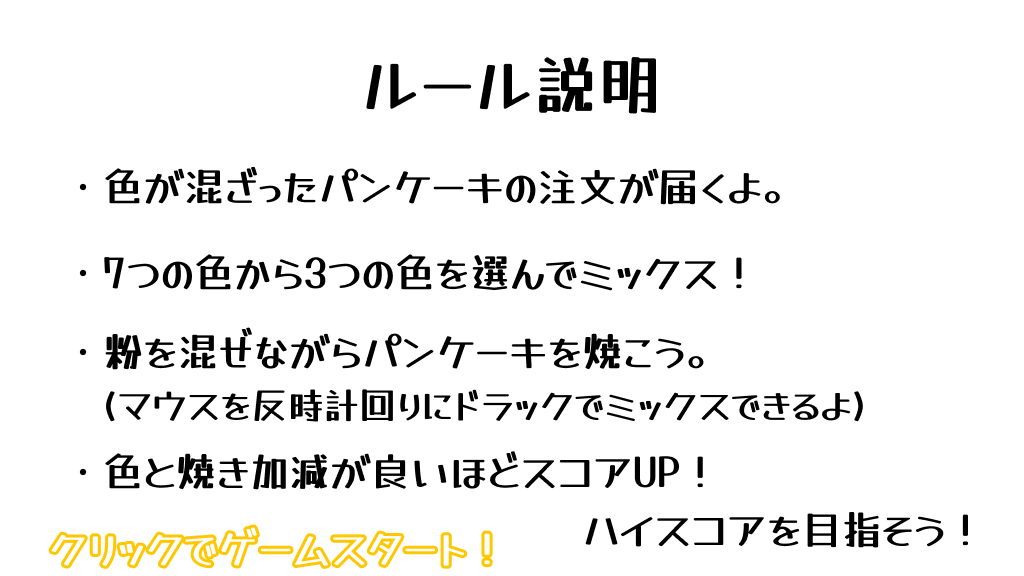 ルール説明
・色が混ざったパンケーキの注文が届くよ。
・7つの色から3つの色を選んでミックス！
・粉を混ぜながらパンケーキを焼こう。
(マウスを反時計回りにドラックでミックスできるよ)
・色と焼き加減が良いほどスコアUP！
ハイスコアを目指そう！
クリックでゲームスタート！